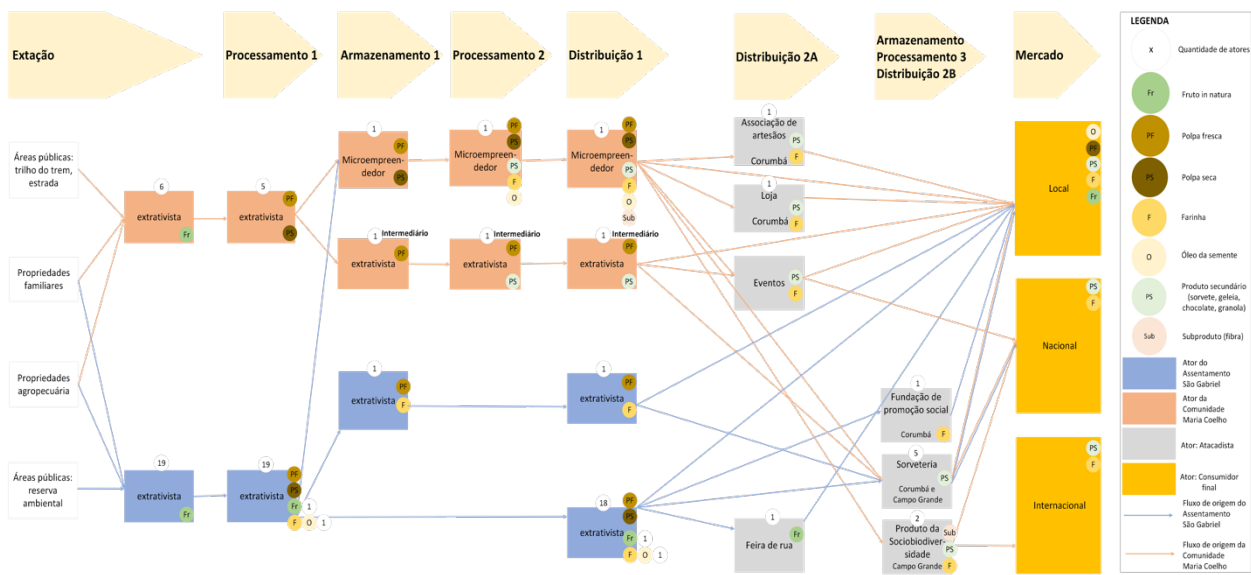 Extação
Processamento 1
Armazenamento 1
Processamento 2
Distribuição 1
Distribuição 2A
Armazenamento
Processamento 3
Distribuição 2B
Mercado
Áreas públicas:
trilho do trem,
estrada
Propriedades
familiares
Propriedades
agropecuária
Áreas públicas:
reserva
ambiental
6
extrativista
Fr
19
extrativista
Fr
5
extrativista
PF
PS
19
extrativista
PF
PS
Fr 1
F O 1
1
Microempreen-
dedor
PF
PS
1 Intermediário
extrativista
PF
1
extrativista
PF
F
1
Microempreen-
dedor
PF
PS
PS
F
O
1 Intermediário
extrativista
PF
PS
1
Microempreen-
dedor
PF
PS
PS
F
O
Sub
1 Intermediário
extrativista
PF
PS
1
extrativista
PF
F
18
extrativista
PF
PS
Fr 1
F O 1
1
Associação de
artesãos
Corumbá
PS
F
1
Loja
Corumbá
PS
F
Eventos
PS
F
1
Feira de rua
Fr
1
Fundação de
promoção social
Corumbá
F
5
Sorveteria
Corumbá e
Campo Grande
PS
2
Produto da
Sociobiodiver-
sidade
Campo Grande
Sub
PS
F
Local
O
PF
PS
F
Fr
Nacional
PS
F
Internacional
PS
F
LEGENDA
x Quantidade de atores
Fr Fruto in natura
PF Polpa fresca
PS Polpa seca
F Farinha
O Óleo da semente
PS Produto secundário
(sorvete, geleia,
chocolate, granola)
Sub Subproduto (fibra)
Ator do
Assentamento
São Gabriel
Ator da
Comunidade
Maria Coelho
Ator: Atacadista
Ator: Consumidor
final
Fluxo de origem do
Assentamento
São Gabriel
Fluxo de origem da
Comunidade
Maria Coelho